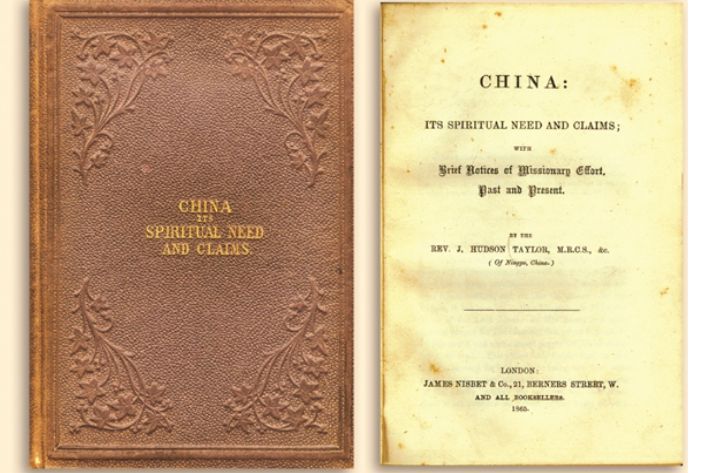 CHINA
ITS
SPIRITUAL NEED
AND CLAIMS.
CHINA:
ITS SPIRITUAL NEED AND CLAIMS;
WITH
Brief Notices of Missionary Effort,
Past and Present.
BY THE
REV. J. HUDSON TAYLOR, M.R.C.S., &c.
(Of Ningpo, China.)
LONDON:
JAMES NISBET & Co., 21, BERNERS STREET, W.
AND ALL BOOKSELLERS.
1865.